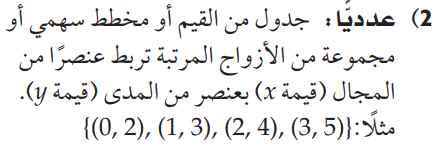 2) عدديًّا: جدول من القيم أو مخطط سهمي أو
مجموعة من الأزواج المرتبة تربط عنصرًا من
المجال (قيمة x) بعنصر من المدى (قيمة y).
مثلًا: {(0, 2), (1, 3), (2, 4), (3, 5)}